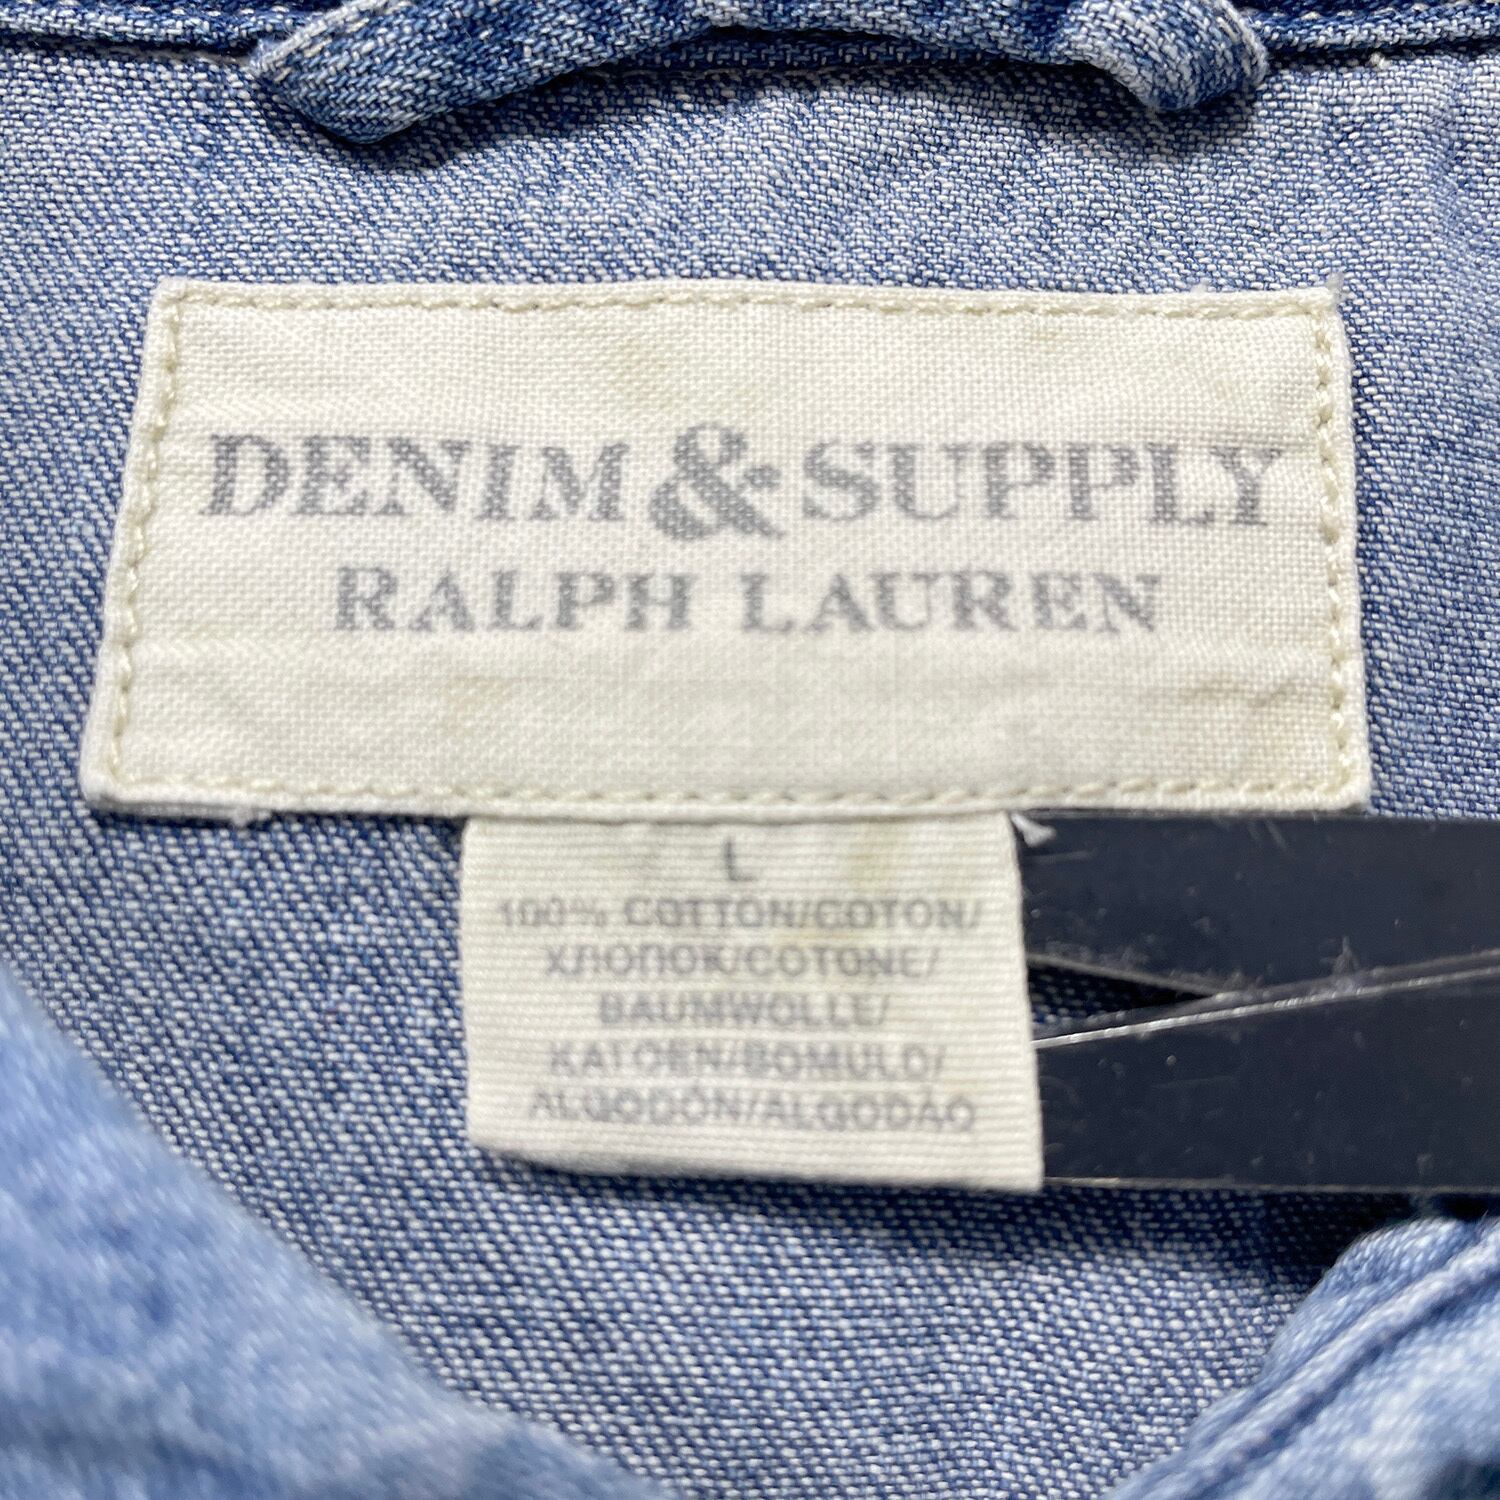 DENIM & SUPPLY
RALPH LAUREN
L
100% COTTON/COTON/
ХЛОПОК/COTONE/
BAUMWOLLE/
KATOEN/BOMULD/
ALGODÓN/ALGODÃO